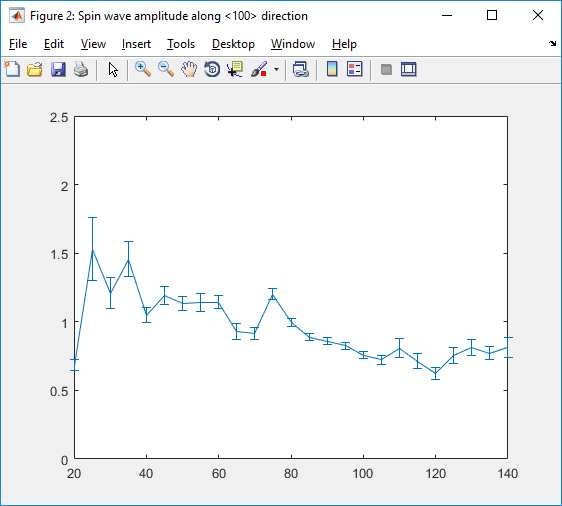 Figure 2: Spin wave amplitude along <100> direction
File Edit View Insert Tools Desktop Window Help
2.5
2
1.5
1
0.5
0
20 40 60 80 100 120 140